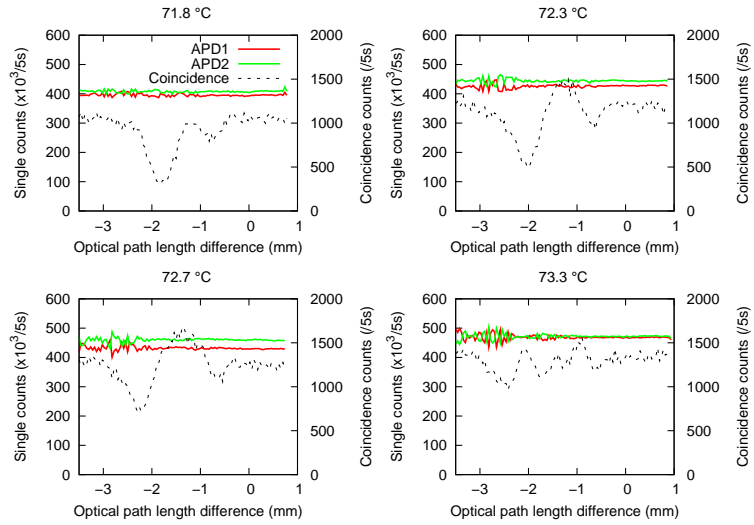 71.8 °C
Single counts (x10³/5s)
Coincidence counts (/5s)
600
500
400
300
200
100
0
2000
1500
1000
500
0
APD1
APD2
Coincidence
−3 −2 −1 0 1
Optical path length difference (mm)
72.3 °C
Single counts (x10³/5s)
Coincidence counts (/5s)
600
500
400
300
200
100
0
2000
1500
1000
500
0
−3 −2 −1 0 1
Optical path length difference (mm)
72.7 °C
Single counts (x10³/5s)
Coincidence counts (/5s)
600
500
400
300
200
100
0
2000
1500
1000
500
0
−3 −2 −1 0 1
Optical path length difference (mm)
73.3 °C
Single counts (x10³/5s)
Coincidence counts (/5s)
600
500
400
300
200
100
0
2000
1500
1000
500
0
−3 −2 −1 0 1
Optical path length difference (mm)